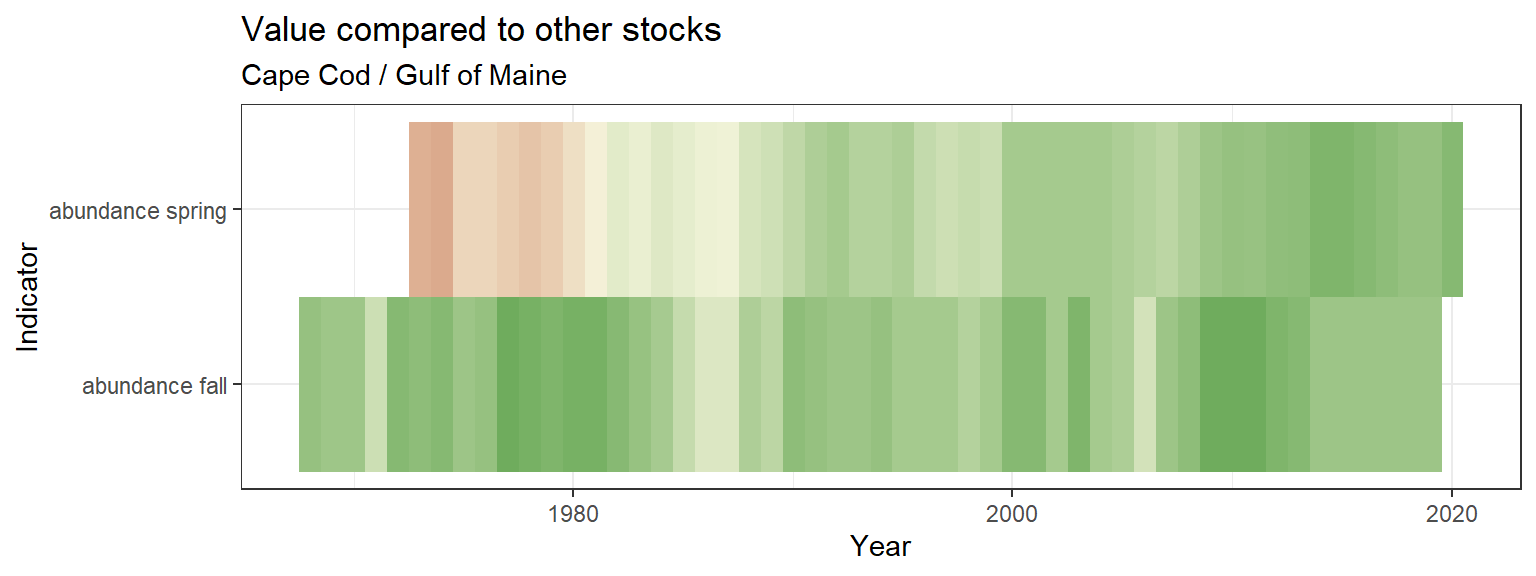 Value compared to other stocks
Cape Cod / Gulf of Maine
Indicator
abundance spring
abundance fall
1980
2000
2020
Year